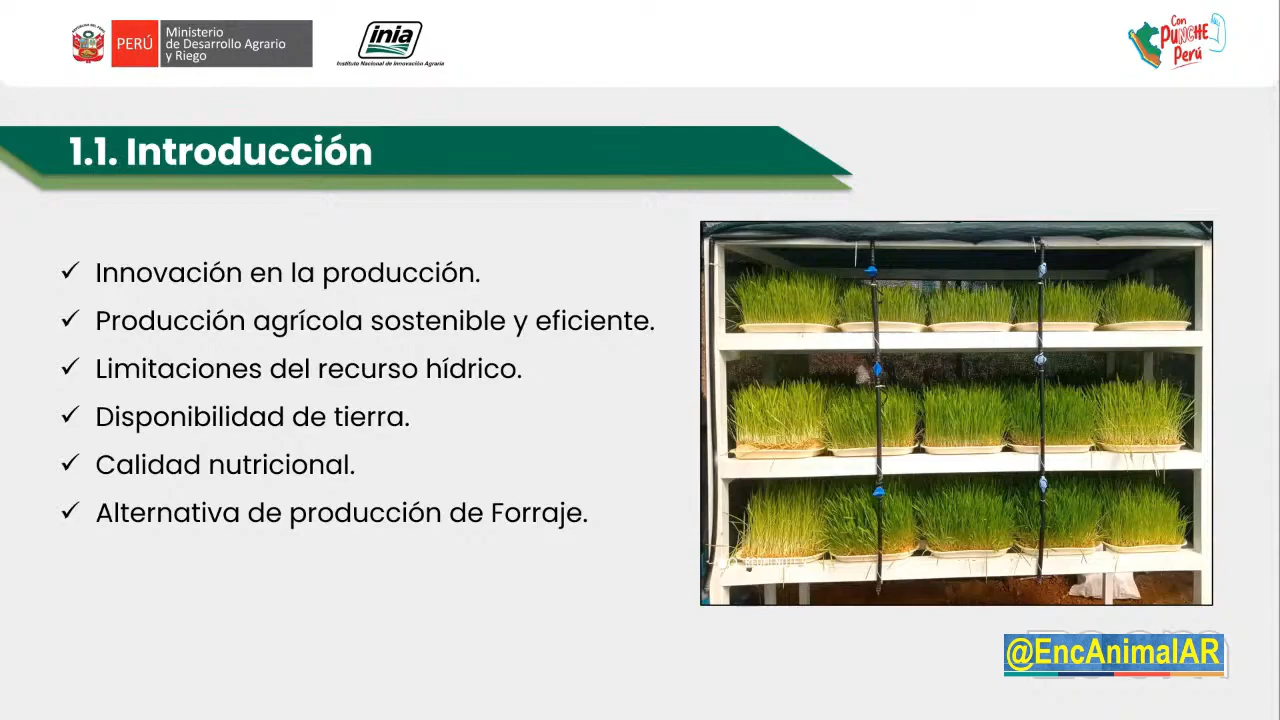 PERÚ
Ministerio
de Desarrollo Agrario
y Riego
inia
Instituto Nacional de Innovación Agraria
Con
PUNCHE
Perú
1.1. Introducción
✓ Innovación en la producción.
✓ Producción agrícola sostenible y eficiente.
✓ Limitaciones del recurso hídrico.
✓ Disponibilidad de tierra.
✓ Calidad nutricional.
✓ Alternativa de producción de Forraje.
@EncAnimalAR